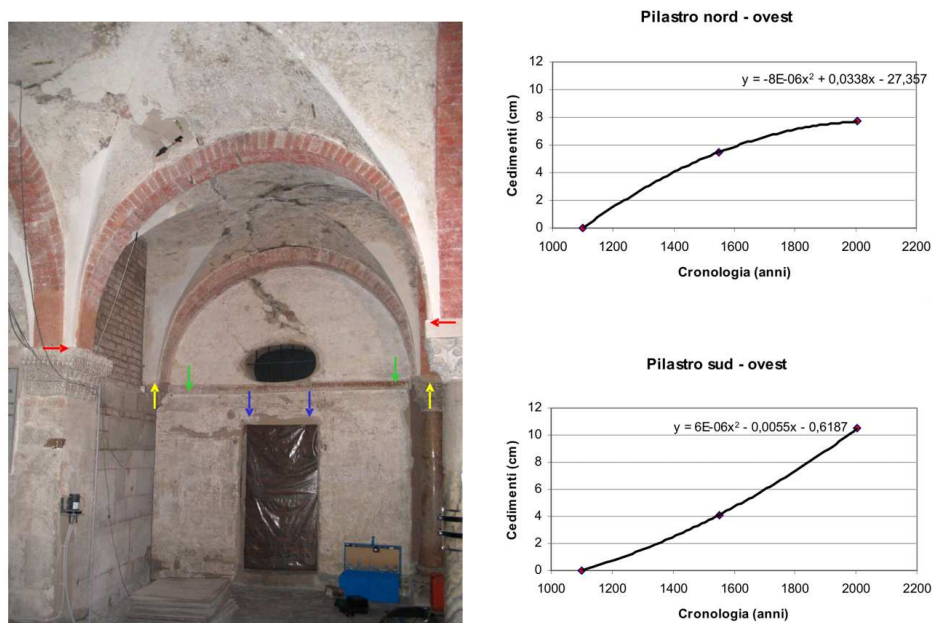 Pilastro nord - ovest
12
10
8
6
4
2
0
Cedimenti (cm)
y = -8E-06x² + 0,0338x - 27,357
1000 1200 1400 1600 1800 2000 2200
Cronologia (anni)
Pilastro sud - ovest
12
10
8
6
4
2
0
Cedimenti (cm)
y = 6E-06x² - 0,0055x - 0,6187
1000 1200 1400 1600 1800 2000 2200
Cronologia (anni)